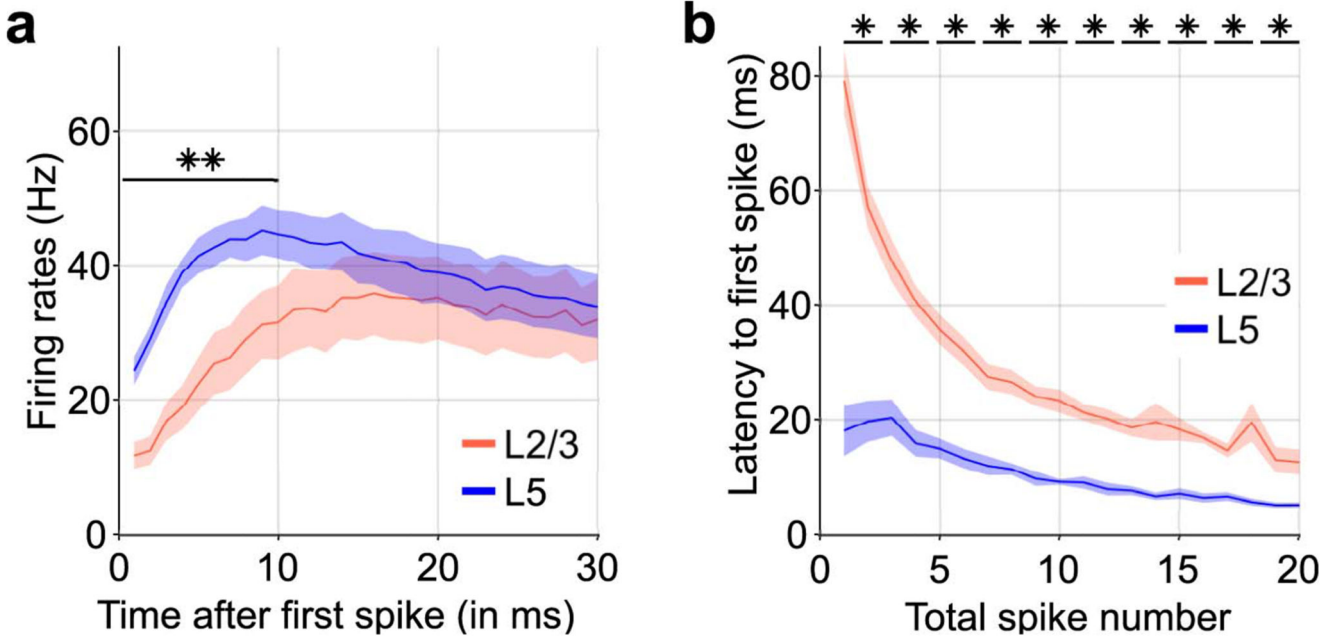 a
**
60
40
20
0
Firing rates (Hz)
L2/3
L5
0 10 20 30
Time after first spike (in ms)
b
* * * * * * * * * *
80
60
40
20
0
Latency to first spike (ms)
L2/3
L5
0 5 10 15 20
Total spike number